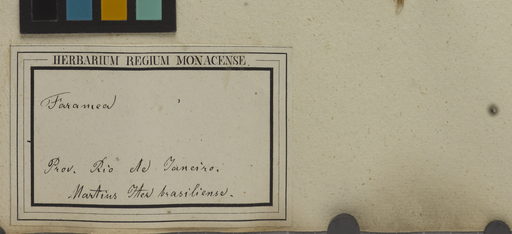 HERBARIUM REGIUM MONACENSE.
Faramea
Prov. Rio de Janeiro.
Martius Iter brasiliense.